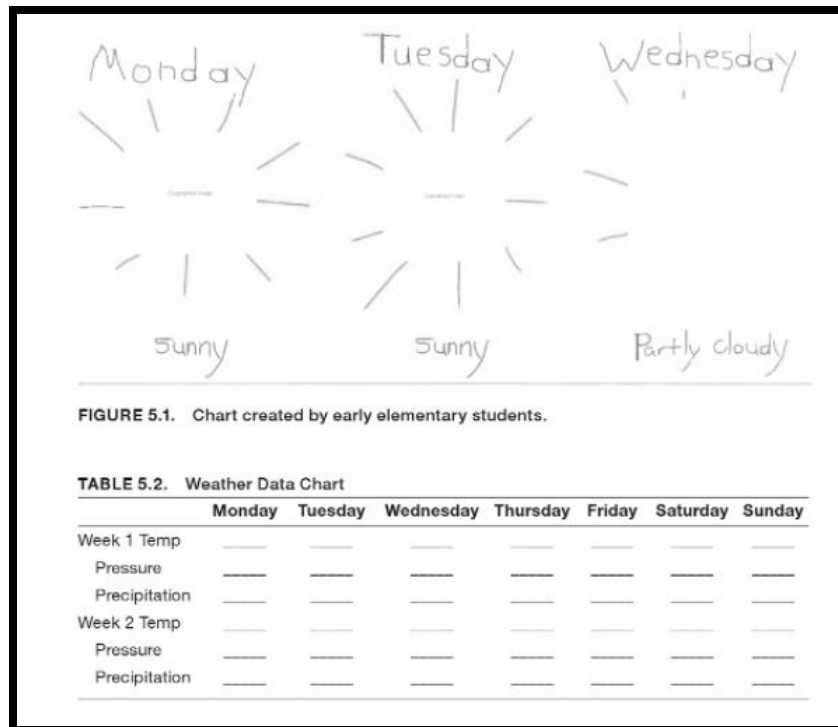 Monday Tuesday Wednesday
Sunny Sunny Partly cloudy
FIGURE 5.1. Chart created by early elementary students.
TABLE 5.2. Weather Data Chart
Monday Tuesday Wednesday Thursday Friday Saturday Sunday
Week 1 Temp
Pressure
Precipitation
Week 2 Temp
Pressure
Precipitation